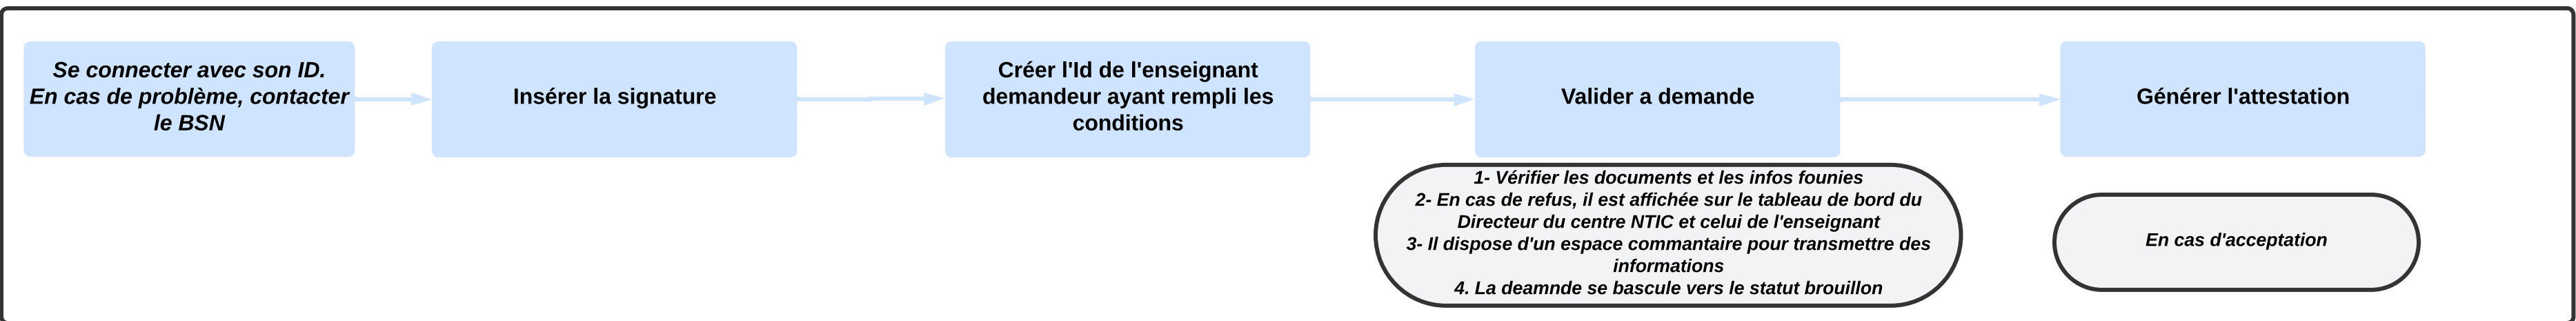 Se connecter avec son ID.
En cas de problème, contacter
le BSN
Insérer la signature
Créer l'Id de l'enseignant
demandeur ayant rempli les
conditions
Valider a demande
Générer l'attestation
1- Vérifier les documents et les infos founies
2- En cas de refus, il est affichée sur le tableau de bord du
Directeur du centre NTIC et celui de l'enseignant
3- Il dispose d'un espace commantaire pour transmettre des
informations
4. La deamnde se bascule vers le statut brouillon
En cas d'acceptation